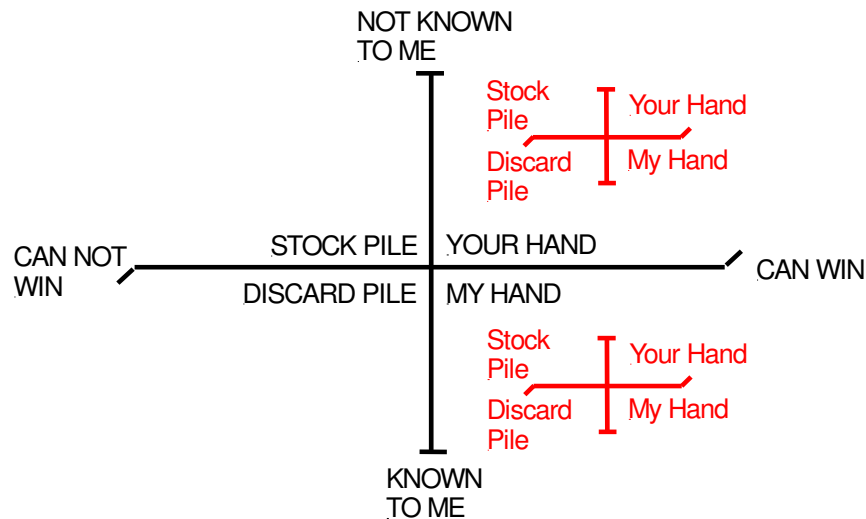 NOT KNOWN
TO ME
Stock
Pile
Your Hand
Discard
Pile
My Hand
STOCK PILE
YOUR HAND
CAN NOT
WIN
CAN WIN
DISCARD PILE
MY HAND
Stock
Pile
Your Hand
Discard
Pile
My Hand
KNOWN
TO ME